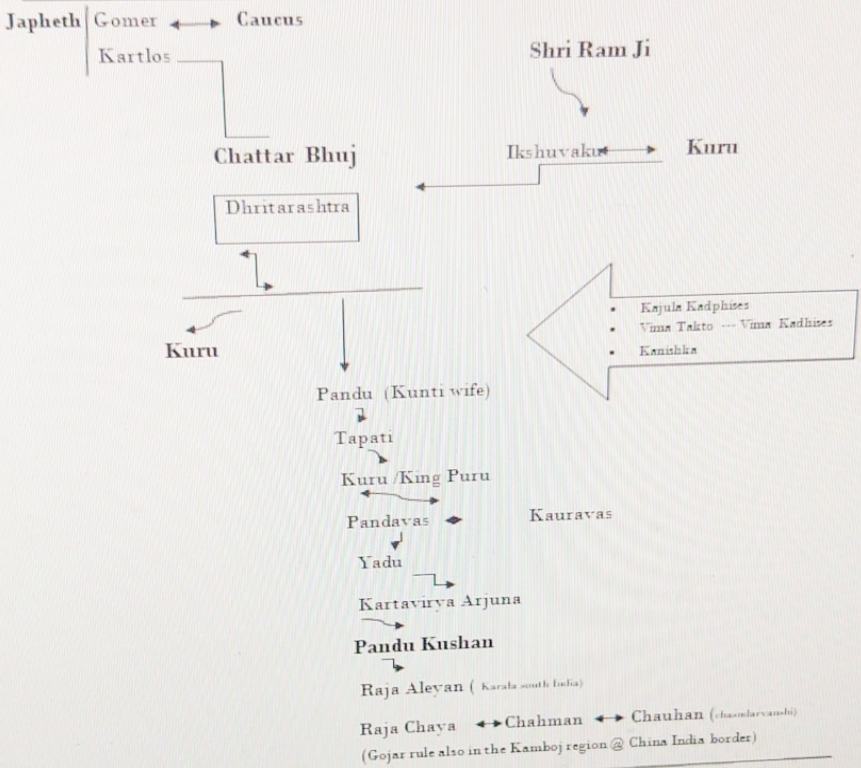 Japheth Gomer Caucus
Kartlos
Shri Ram Ji
Chattar Bhuj
Ikshuvaku Kuru
Dhritarashtra
• Kajula Kadphises
• Vima Takto --- Vima Kadhises
• Kanishka
Kuru
Pandu (Kunti wife)
Tapati
Kuru /King Puru
Pandavas Kauravas
Yadu
Kartavirya Arjuna
Pandu Kushan
Raja Aleyan ( Karala south India)
Raja Chaya Chahman Chauhan (chandarvanshi)
(Gojar rule also in the Kamboj region @ China India border)